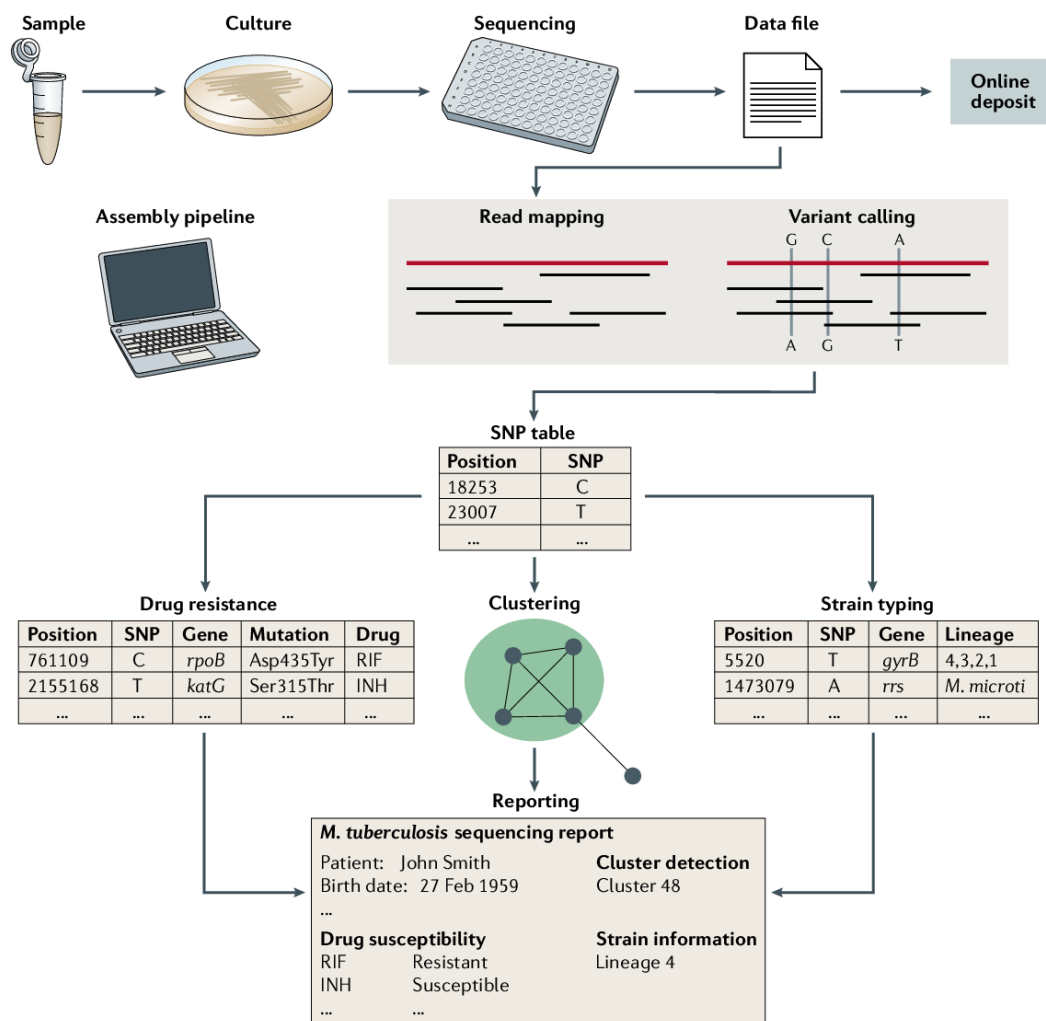 Sample
Culture
Sequencing
Data file
Online
deposit
Assembly pipeline
Read mapping
Variant calling
G C A
A G T
SNP table
Position SNP
18253 C
23007 T
... ...
Drug resistance
Position SNP Gene Mutation Drug
761109 C rpoB Asp435Tyr RIF
2155168 T katG Ser315Thr INH
... ... ... ... ...
Clustering
Strain typing
Position SNP Gene Lineage
5520 T gyrB 4,3,2,1
1473079 A rrs M. microti
... ... ... ...
Reporting
M. tuberculosis sequencing report
Patient: John Smith
Birth date: 27 Feb 1959
...
Cluster detection
Cluster 48
Drug susceptibility
RIF Resistant
INH Susceptible
... ...
Strain information
Lineage 4